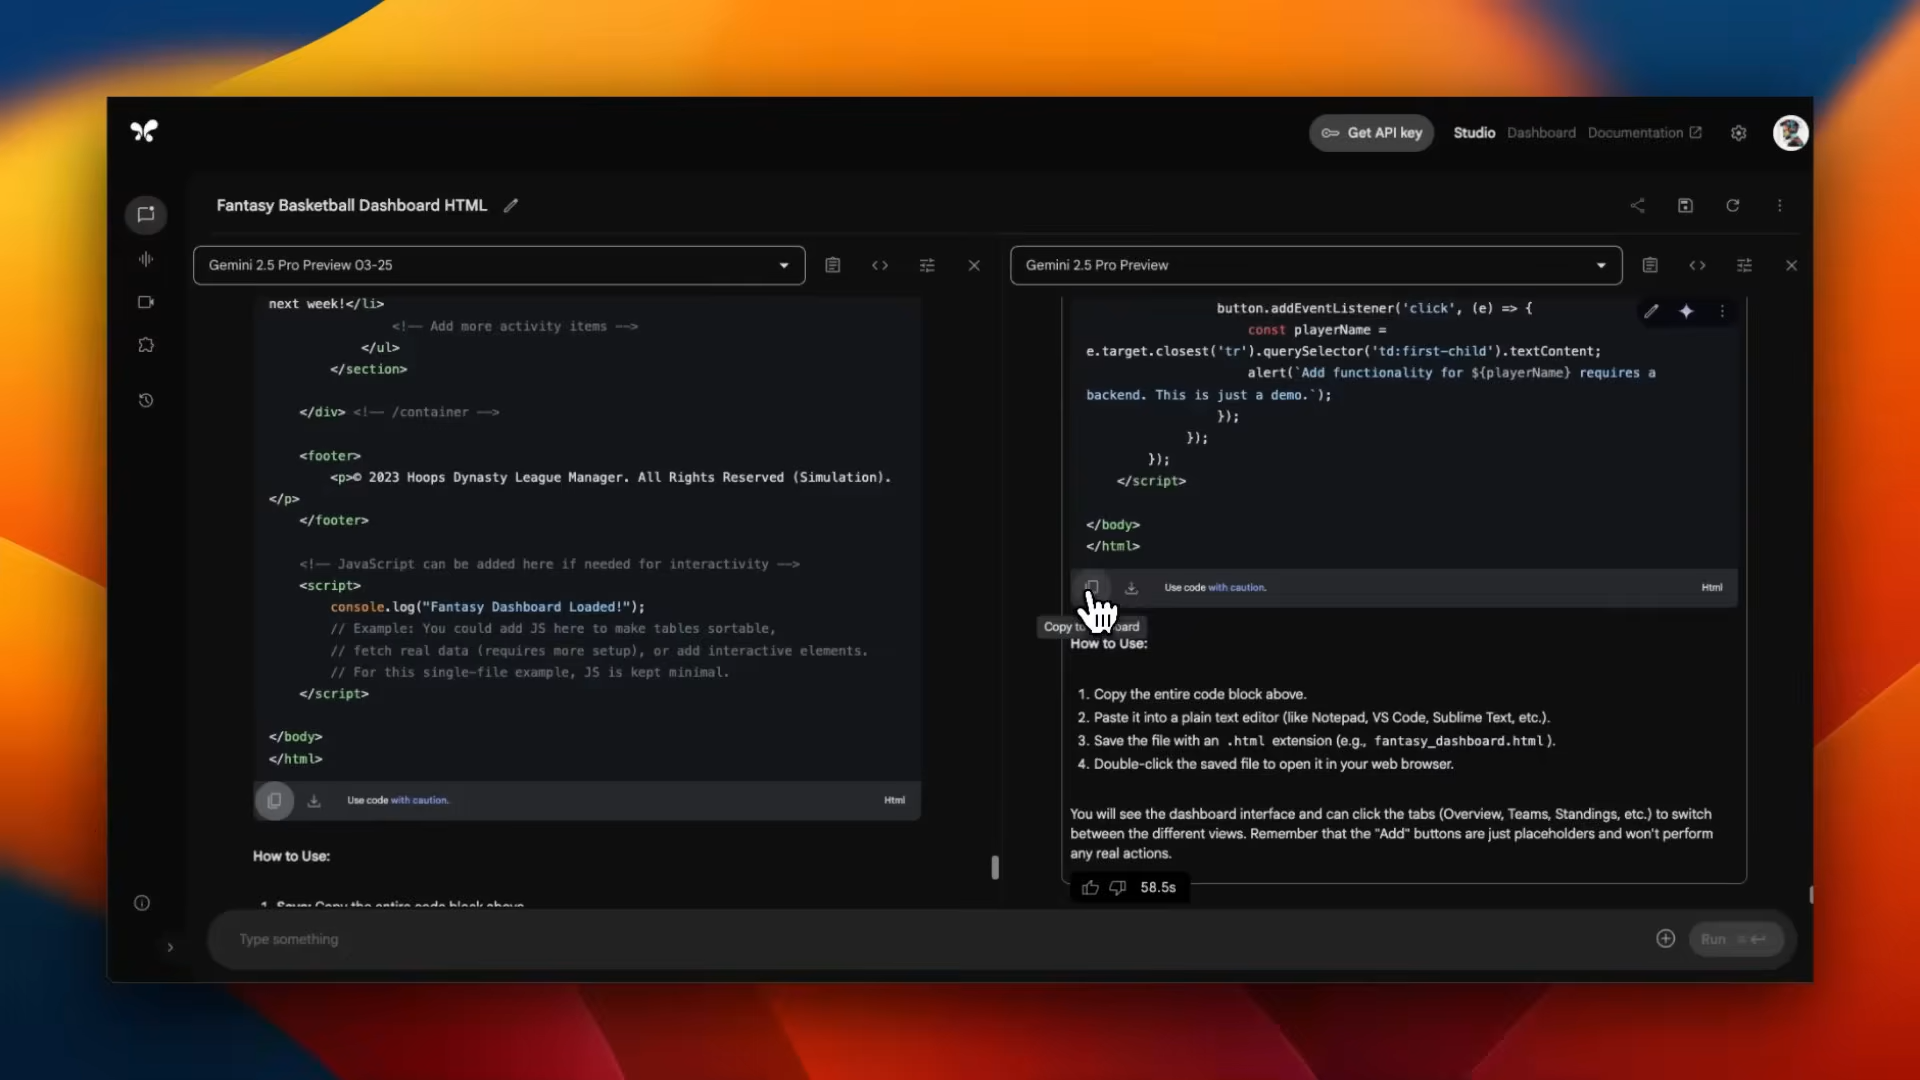 Get API key
Studio
Dashboard
Documentation
Fantasy Basketball Dashboard HTML
Gemini 2.5 Pro Preview 03-25
next week!</li>
<!-- Add more activity items -->
</ul>
</section>
</div> <!-- /container -->
<footer>
<p>© 2023 Hoops Dynasty League Manager. All Rights Reserved (Simulation).
</p>
</footer>
<!-- JavaScript can be added here if needed for interactivity -->
<script>
console.log("Fantasy Dashboard Loaded!");
// Example: You could add JS here to make tables sortable,
// fetch real data (requires more setup), or add interactive elements.
// For this single-file example, JS is kept minimal.
</script>
</body>
</html>
Use code with caution.
Html
How to Use:
1. Save: Copy the entire code block above.
Gemini 2.5 Pro Preview
button.addEventListener('click', (e) => {
const playerName =
e.target.closest('tr').querySelector('td:first-child').textContent;
alert(`Add functionality for ${playerName} requires a
backend. This is just a demo.`);
});
});
});
</script>
</body>
</html>
Use code with caution.
Html
Copy
How to Use:
1. Copy the entire code block above.
2. Paste it into a plain text editor (like Notepad, VS Code, Sublime Text, etc.).
3. Save the file with an .html extension (e.g., fantasy_dashboard.html ).
4. Double-click the saved file to open it in your web browser.
You will see the dashboard interface and can click the tabs (Overview, Teams, Standings, etc.) to switch
between the different views. Remember that the "Add" buttons are just placeholders and won't perform
any real actions.
58.5s
Type something
Run